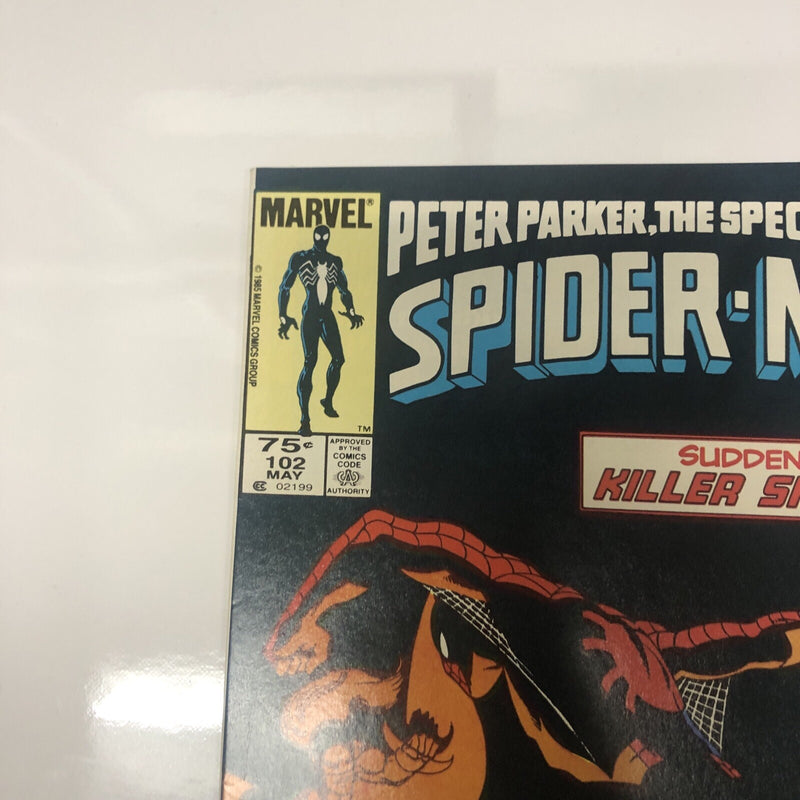 MARVEL®
PETER PARKER, THE SPEC
SPIDER-M
© 1985 MARVEL COMICS GROUP
TM
75¢
102
MAY
CC 02199
APPROVED
BY THE
COMICS
CODE
AUTHORITY
SUDDEN
KILLER S